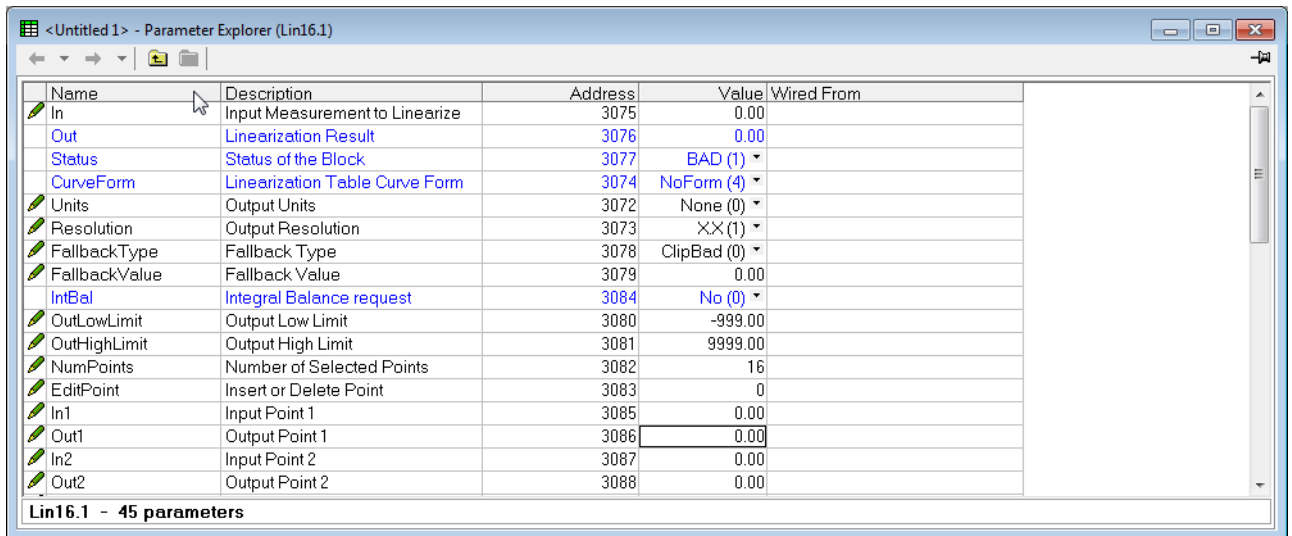 <Untitled 1> - Parameter Explorer (Lin16.1)
Name Description Address Value Wired From
In Input Measurement to Linearize 3075 0.00
Out Linearization Result 3076 0.00
Status Status of the Block 3077 BAD (1)
CurveForm Linearization Table Curve Form 3074 NoForm (4)
Units Output Units 3072 None (0)
Resolution Output Resolution 3073 X.X (1)
FallbackType Fallback Type 3078 ClipBad (0)
FallbackValue Fallback Value 3079 0.00
IntBal Integral Balance request 3084 No (0)
OutLowLimit Output Low Limit 3080 -999.00
OutHighLimit Output High Limit 3081 9999.00
NumPoints Number of Selected Points 3082 16
EditPoint Insert or Delete Point 3083 0
In1 Input Point 1 3085 0.00
Out1 Output Point 1 3086 0.00
In2 Input Point 2 3087 0.00
Out2 Output Point 2 3088 0.00
Lin16.1 - 45 parameters